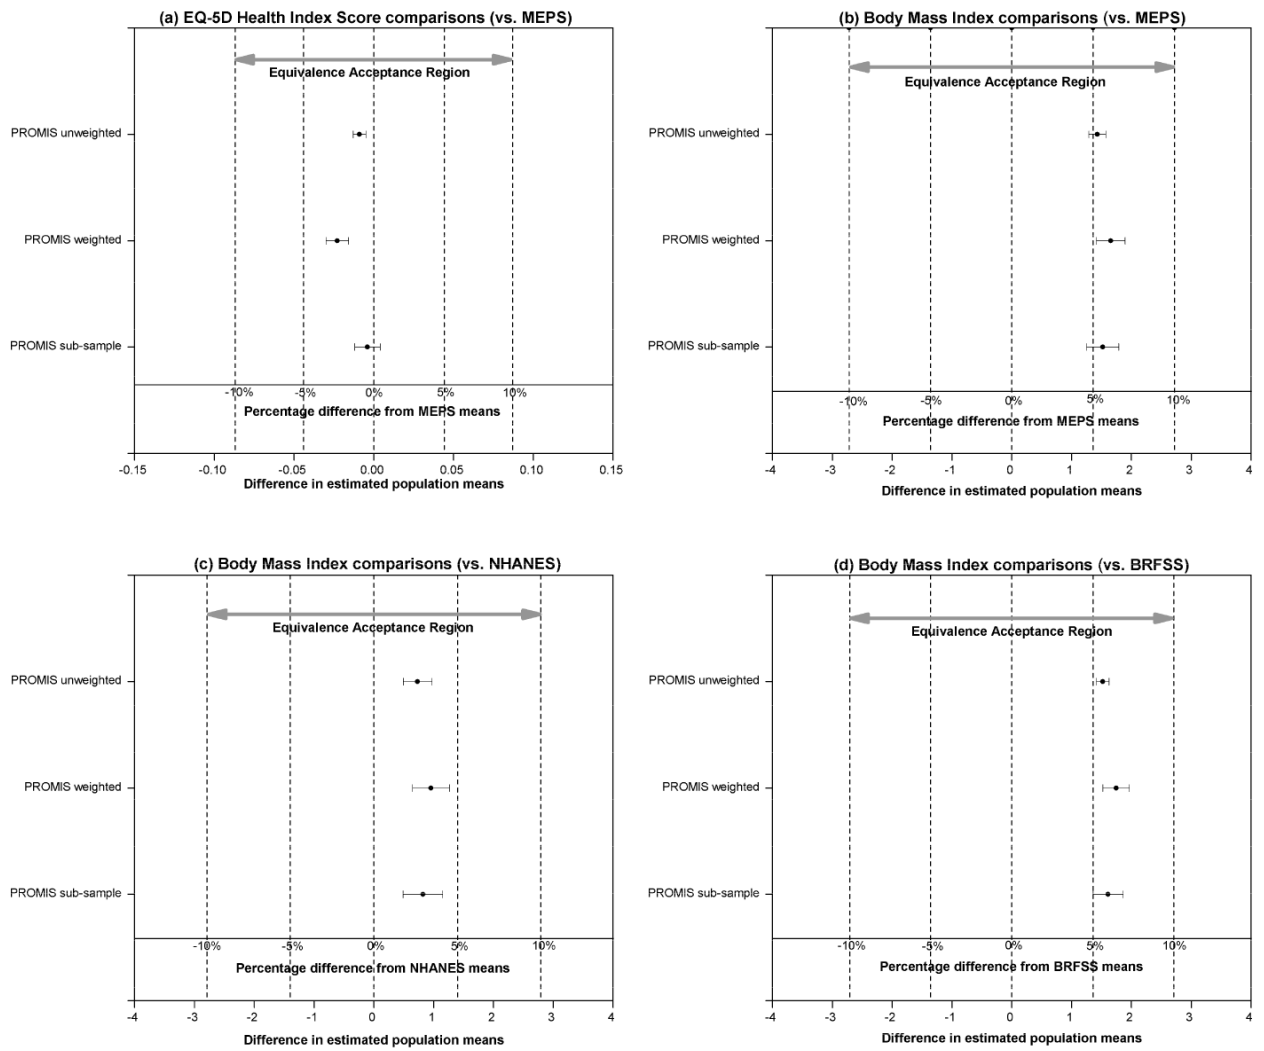 (a) EQ-5D Health Index Score comparisons (vs. MEPS)
Equivalence Acceptance Region
PROMIS unweighted
PROMIS weighted
PROMIS sub-sample
-10% -5% 0% 5% 10%
Percentage difference from MEPS means
-0.15 -0.10 -0.05 0.00 0.05 0.10 0.15
Difference in estimated population means
(b) Body Mass Index comparisons (vs. MEPS)
Equivalence Acceptance Region
PROMIS unweighted
PROMIS weighted
PROMIS sub-sample
-10% -5% 0% 5% 10%
Percentage difference from MEPS means
-4 -3 -2 -1 0 1 2 3 4
Difference in estimated population means
(c) Body Mass Index comparisons (vs. NHANES)
Equivalence Acceptance Region
PROMIS unweighted
PROMIS weighted
PROMIS sub-sample
-10% -5% 0% 5% 10%
Percentage difference from NHANES means
-4 -3 -2 -1 0 1 2 3 4
Difference in estimated population means
(d) Body Mass Index comparisons (vs. BRFSS)
Equivalence Acceptance Region
PROMIS unweighted
PROMIS weighted
PROMIS sub-sample
-10% -5% 0% 5% 10%
Percentage difference from BRFSS means
-4 -3 -2 -1 0 1 2 3 4
Difference in estimated population means